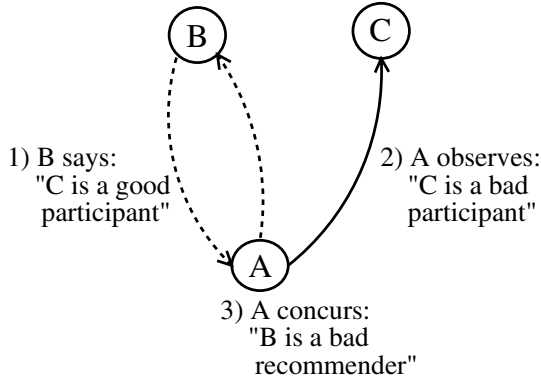 B
C
1) B says:
"C is a good
participant"
2) A observes:
"C is a bad
participant"
A
3) A concurs:
"B is a bad
recommender"